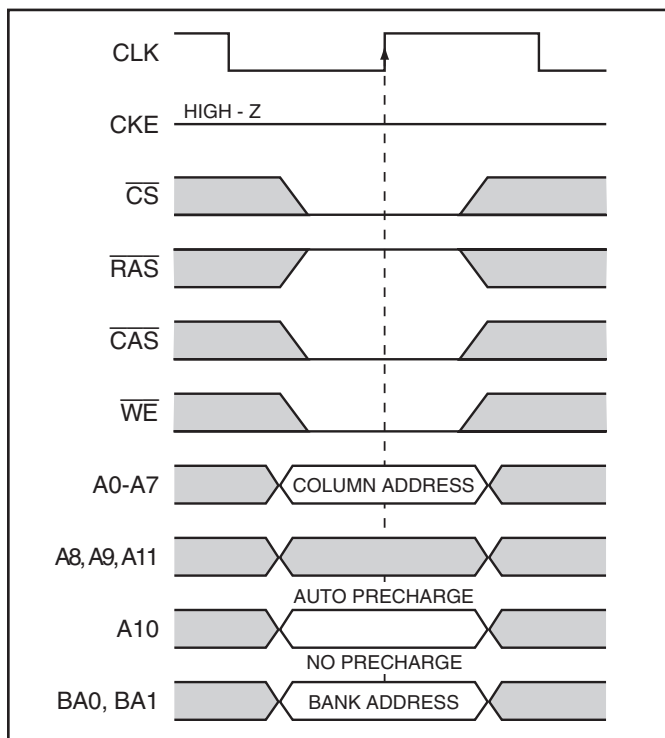 CLK
CKE HIGH - Z
CS
RAS
CAS
WE
A0-A7 COLUMN ADDRESS
A8, A9, A11
AUTO PRECHARGE
A10
NO PRECHARGE
BA0, BA1 BANK ADDRESS